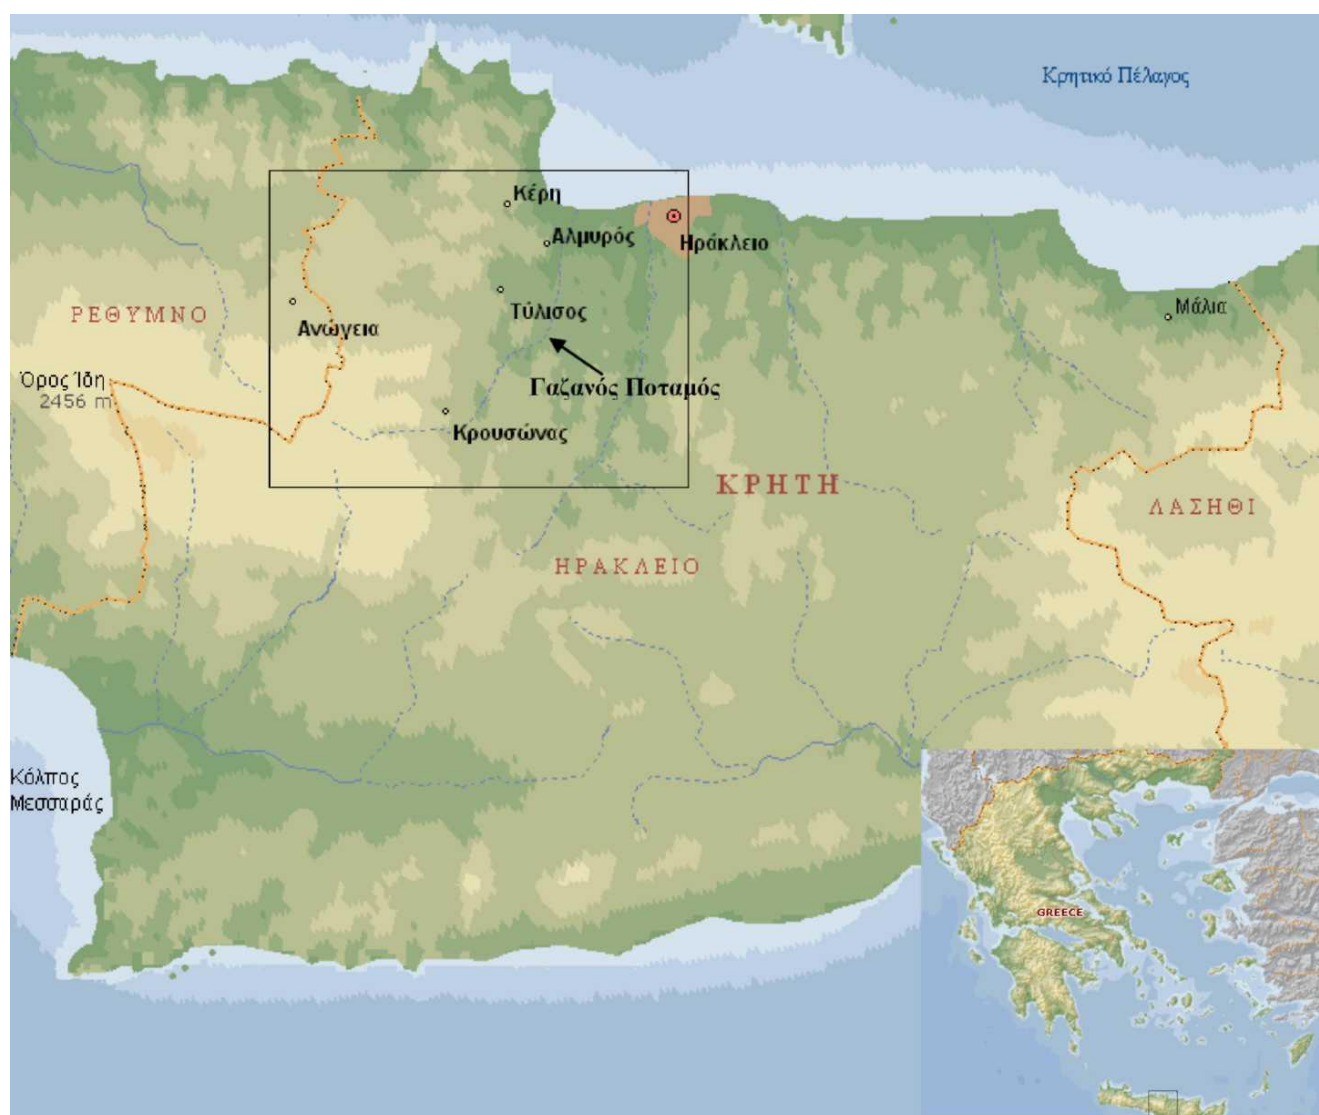 Κρητικό Πέλαγος
Κέρη
Αλμυρός
Ηράκλειο
ΡΕΘΥΜΝΟ
Ανώγεια
Τύλισος
Μάλια
Όρος Ίδη
2456 m
Γαζανός Ποταμός
Κρουσώνας
ΚΡΗΤΗ
ΛΑΣΗΘΙ
ΗΡΑΚΛΕΙΟ
Κόλπος
Μεσσαράς
GREECE